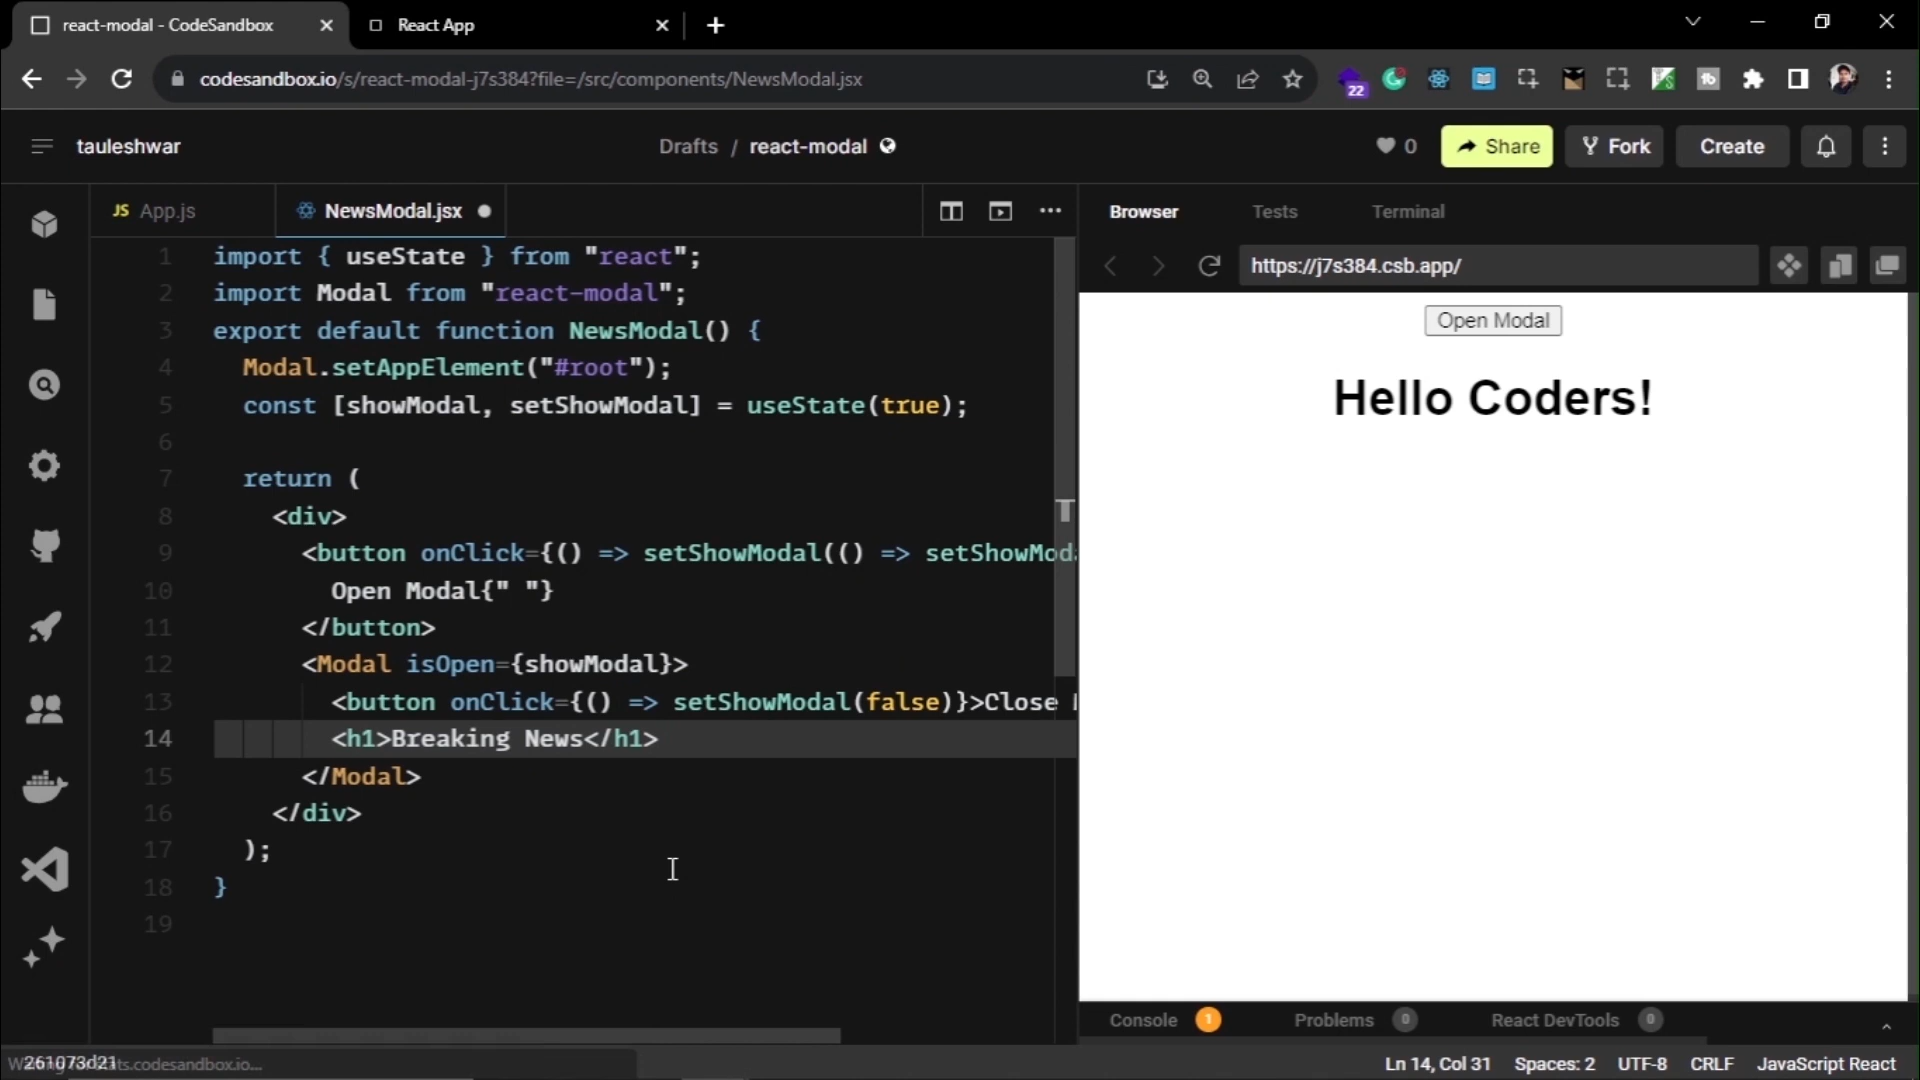 react-modal - CodeSandbox
React App
codesandbox.io/s/react-modal-j7s384?file=/src/components/NewsModal.jsx
22
tauleshwar
Drafts / react-modal
0
Share
Fork
Create
JS App.js
NewsModal.jsx
Browser
Tests
Terminal
https://j7s384.csb.app/
1 import { useState } from "react";
2 import Modal from "react-modal";
3 export default function NewsModal() {
4 Modal.setAppElement("#root");
5 const [showModal, setShowModal] = useState(true);
6
7 return (
8 <div>
9 <button onClick={() => setShowModal(() => setShowMod
10 Open Modal{" "}
11 </button>
12 <Modal isOpen={showModal}>
13 <button onClick={() => setShowModal(false)}>Close
14 <h1>Breaking News</h1>
15 </Modal>
16 </div>
17 );
18 }
19
Open Modal
Hello Coders!
Console 1
Problems 0
React DevTools 0
261073d21
codesandbox.io...
Ln 14, Col 31
Spaces: 2
UTF-8
CRLF
JavaScript React